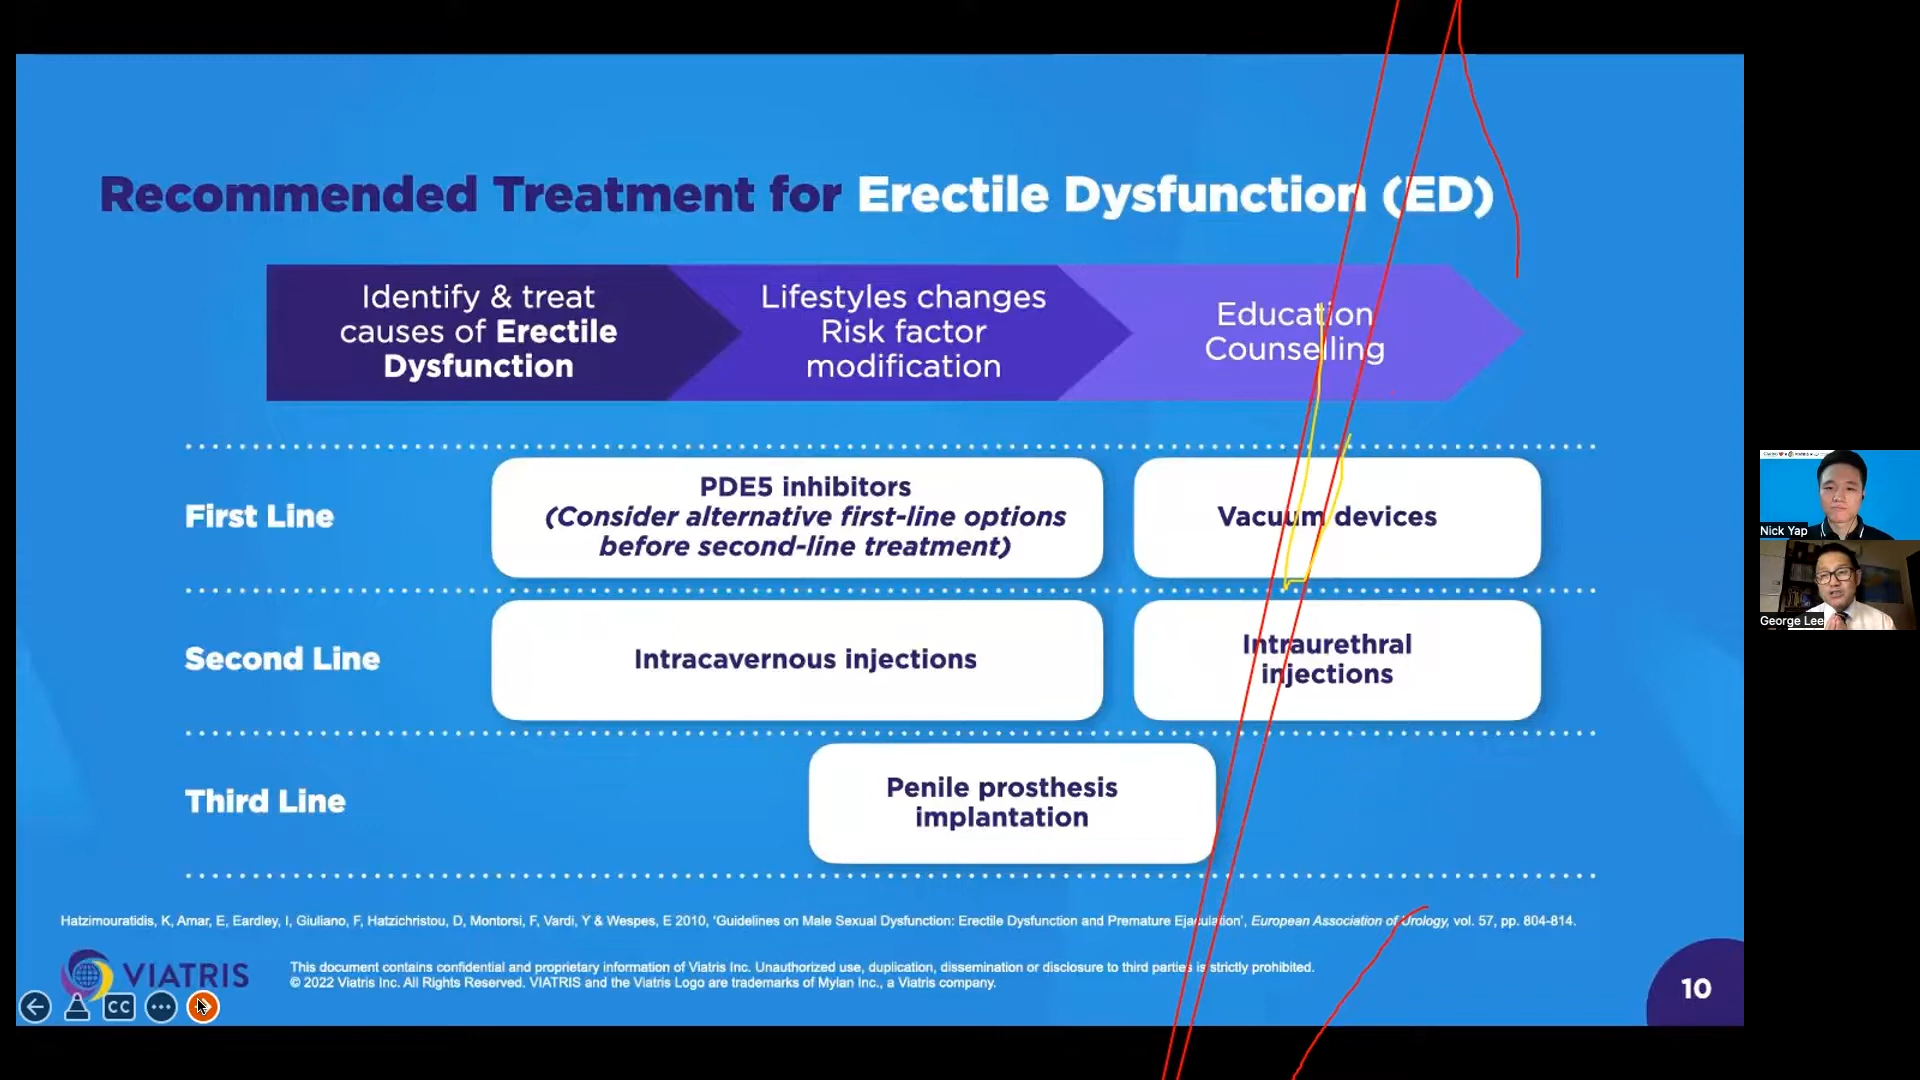 Recommended Treatment for Erectile Dysfunction (ED)
Identify & treat
causes of Erectile
Dysfunction
Lifestyles changes
Risk factor
modification
Education
Counselling
First Line
PDE5 inhibitors
(Consider alternative first-line options
before second-line treatment)
Vacuum devices
Second Line
Intracavernous injections
Intraurethral
injections
Third Line
Penile prosthesis
implantation
Hatzimouratidis, K, Amar, E, Eardley, I, Giuliano, F, Hatzichristou, D, Montorsi, F, Vardi, Y & Wespes, E 2010, 'Guidelines on Male Sexual Dysfunction: Erectile Dysfunction and Premature Ejaculation', European Association of Urology, vol. 57, pp. 804-814.
VIATRIS
This document contains confidential and proprietary information of Viatris Inc. Unauthorized use, duplication, dissemination or disclosure to third parties is strictly prohibited.
© 2022 Viatris Inc. All Rights Reserved. VIATRIS and the Viatris Logo are trademarks of Mylan Inc., a Viatris company.
CC
10
Nick Yap
George Lee